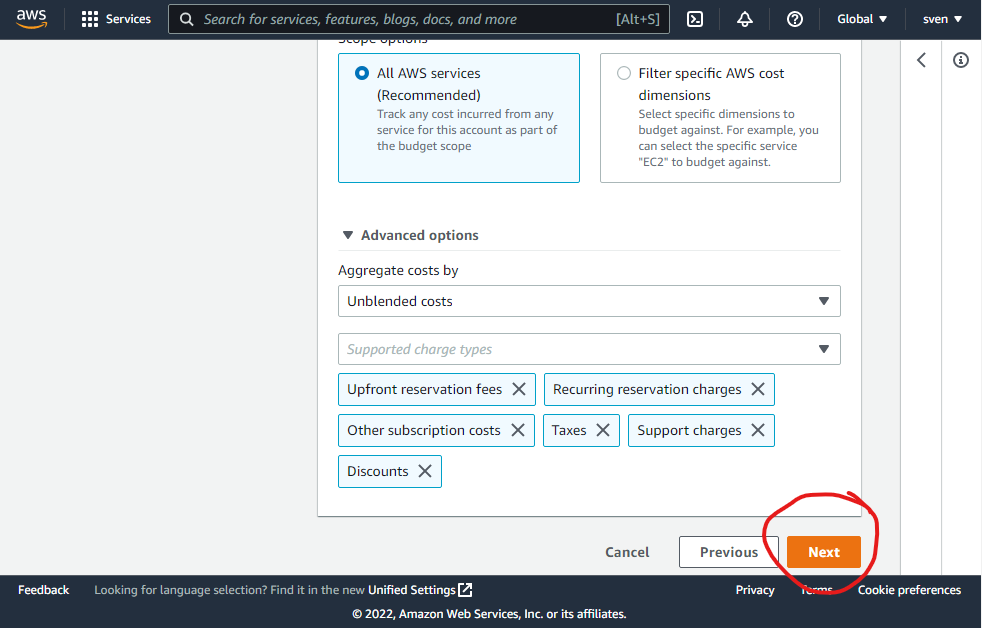 aws
Services
Search for services, features, blogs, docs, and more
[Alt+S]
Global
sven
Scope options
All AWS services
(Recommended)
Track any cost incurred from any
service for this account as part of
the budget scope
Filter specific AWS cost
dimensions
Select specific dimensions to
budget against. For example, you
can select the specific service
"EC2" to budget against.
Advanced options
Aggregate costs by
Unblended costs
Supported charge types
Upfront reservation fees
Recurring reservation charges
Other subscription costs
Taxes
Support charges
Discounts
Cancel
Previous
Next
Feedback
Looking for language selection? Find it in the new Unified Settings
Privacy
Terms
Cookie preferences
© 2022, Amazon Web Services, Inc. or its affiliates.